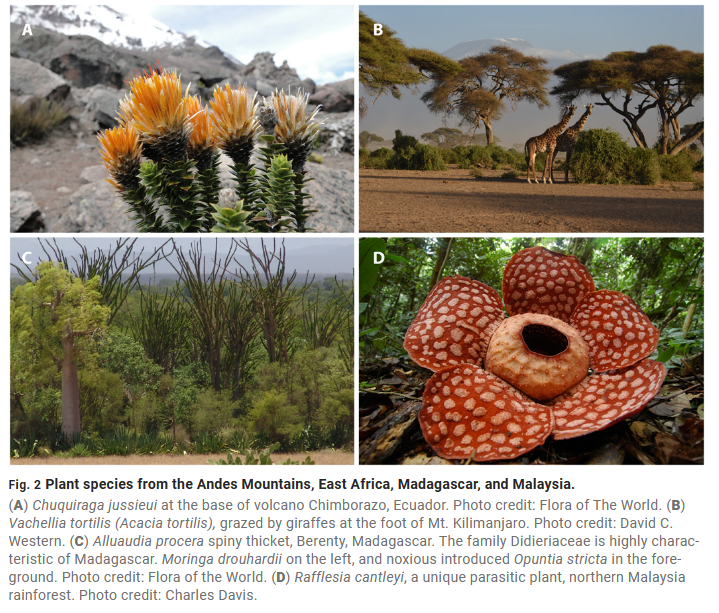 A
B
C
D
Fig. 2 Plant species from the Andes Mountains, East Africa, Madagascar, and Malaysia.
(A) Chuquiraga jussieui at the base of volcano Chimborazo, Ecuador. Photo credit: Flora of The World. (B)
Vachellia tortilis (Acacia tortilis), grazed by giraffes at the foot of Mt. Kilimanjaro. Photo credit: David C.
Western. (C) Alluaudia procera spiny thicket, Berenty, Madagascar. The family Didieriaceae is highly charac-
teristic of Madagascar. Moringa drouhardii on the left, and noxious introduced Opuntia stricta in the fore-
ground. Photo credit: Flora of the World. (D) Rafflesia cantleyi, a unique parasitic plant, northern Malaysia
rainforest. Photo credit: Charles Davis.